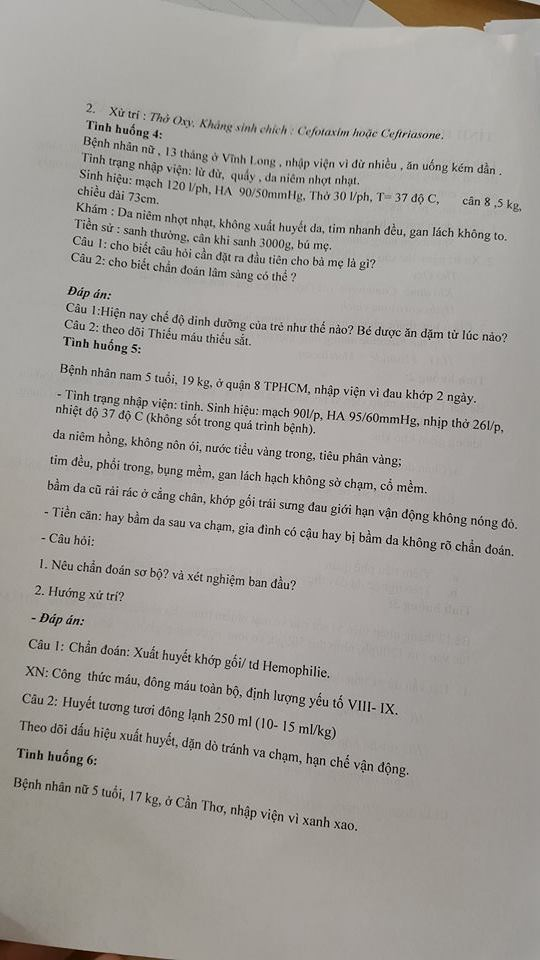 2. Xử trí : Thở Oxy. Kháng sinh chích : Cefotaxim hoặc Ceftriasone.
Tình huống 4:
Bệnh nhân nữ , 13 tháng ở Vĩnh Long , nhập viện vì dừ nhiều , ăn uống kém dần .
Tình trạng nhập viện: lừ đừ, quấy , da niêm nhợt nhạt.
Sinh hiệu: mạch 120 l/ph, HA 90/50mmHg, Thở 30 l/ph, T= 37 độ C, cân 8 ,5 kg,
chiều dài 73cm.
Khám : Da niêm nhợt nhạt, không xuất huyết da, tim nhanh đều, gan lách không to.
Tiền sử : sanh thường, cân khi sanh 3000g, bú mẹ.
Câu 1: cho biết câu hỏi cần đặt ra đầu tiên cho bà mẹ là gì?
Câu 2: cho biết chẩn đoán lâm sàng có thể ?
Đáp án:
Câu 1:Hiện nay chế độ dinh dưỡng của trẻ như thế nào? Bé được ăn dặm từ lúc nào?
Câu 2: theo dõi Thiếu máu thiếu sắt.
Tình huống 5:
Bệnh nhân nam 5 tuổi, 19 kg, ở quận 8 TPHCM, nhập viện vì đau khớp 2 ngày.
- Tình trạng nhập viện: tỉnh. Sinh hiệu: mạch 90l/p, HA 95/60mmHg, nhịp thở 26l/p,
nhiệt độ 37 độ C (không sốt trong quá trình bệnh).
da niêm hồng, không nôn ói, nước tiểu vàng trong, tiêu phân vàng;
tim đều, phổi trong, bụng mềm, gan lách hạch không sờ chạm, cổ mềm.
bầm da cũ rải rác ở cẳng chân, khớp gối trái sưng đau giới hạn vận động không nóng đỏ.
- Tiền căn: hay bầm da sau va chạm, gia đình có cậu hay bị bầm da không rõ chẩn đoán.
- Câu hỏi:
1. Nêu chẩn đoán sơ bộ? và xét nghiệm ban đầu?
2. Hướng xử trí?
- Đáp án:
Câu 1: Chẩn đoán: Xuất huyết khớp gối/ td Hemophilie.
XN: Công thức máu, đông máu toàn bộ, định lượng yếu tố VIII- IX.
Câu 2: Huyết tương tươi đông lạnh 250 ml (10- 15 ml/kg)
Theo dõi dấu hiệu xuất huyết, dặn dò tránh va chạm, hạn chế vận động.
Tình huống 6:
Bệnh nhân nữ 5 tuổi, 17 kg, ở Cần Thơ, nhập viện vì xanh xao.